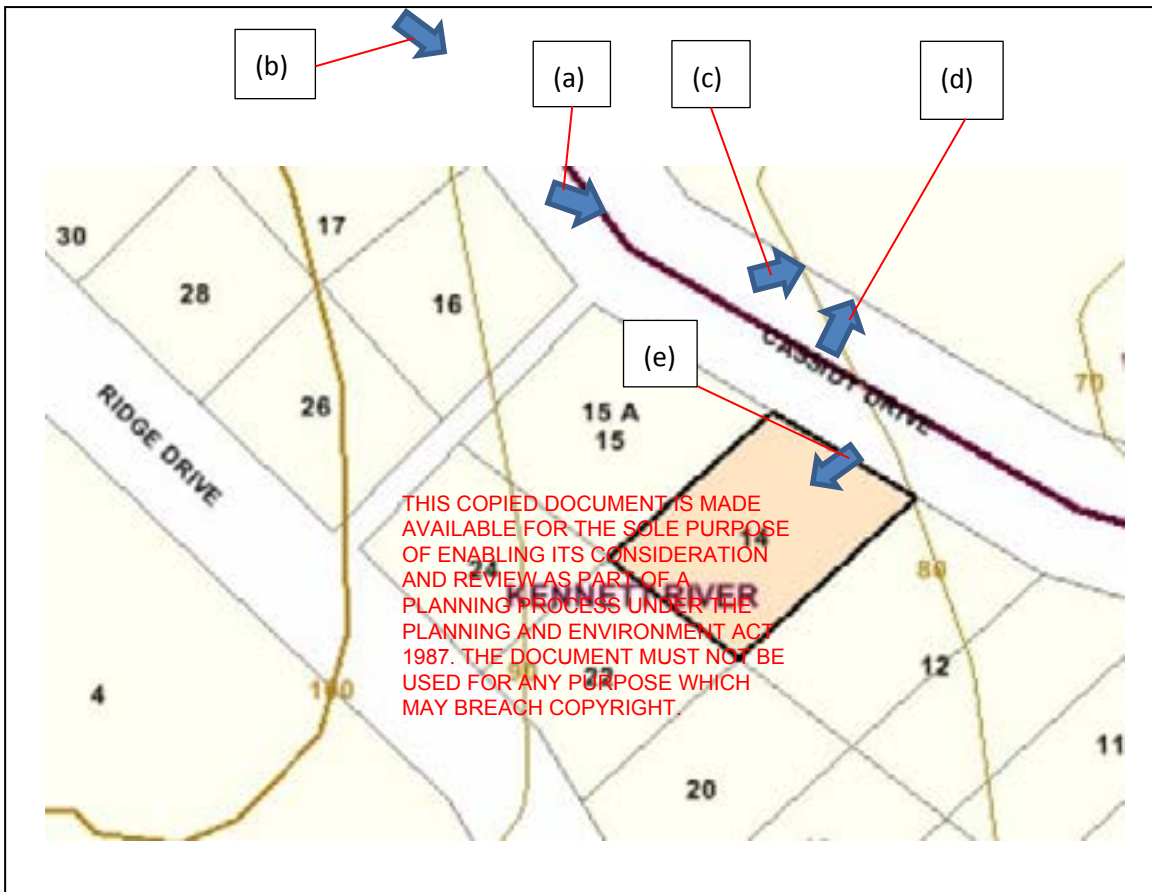 (b)
(a)
(c)
(d)
30
17
28
16
26
RIDGE DRIVE
(e)
CASSIDY DRIVE
70
15 A
15
14
24
KENNETT RIVER
80
90
100
22
4
12
11
20
THIS COPIED DOCUMENT IS MADE
AVAILABLE FOR THE SOLE PURPOSE
OF ENABLING ITS CONSIDERATION
AND REVIEW AS PART OF A
PLANNING PROCESS UNDER THE
PLANNING AND ENVIRONMENT ACT
1987. THE DOCUMENT MUST NOT BE
USED FOR ANY PURPOSE WHICH
MAY BREACH COPYRIGHT.